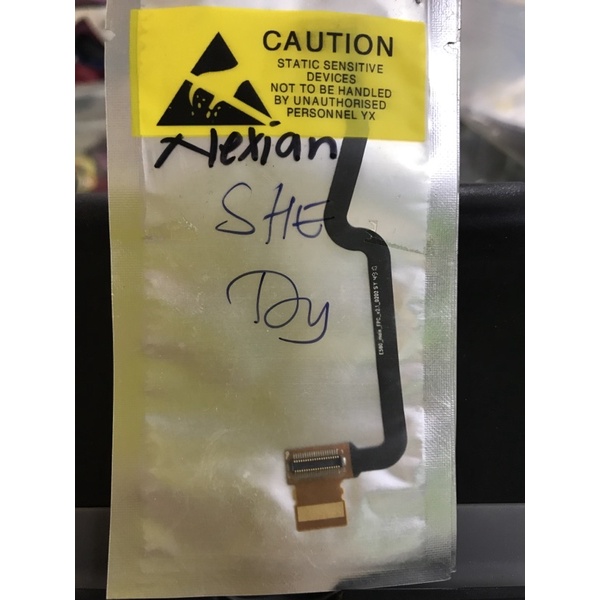 CAUTION
STATIC SENSITIVE
DEVICES
NOT TO BE HANDLED
BY UNAUTHORISED
PERSONNEL YX
Nexian
SHE
Dy